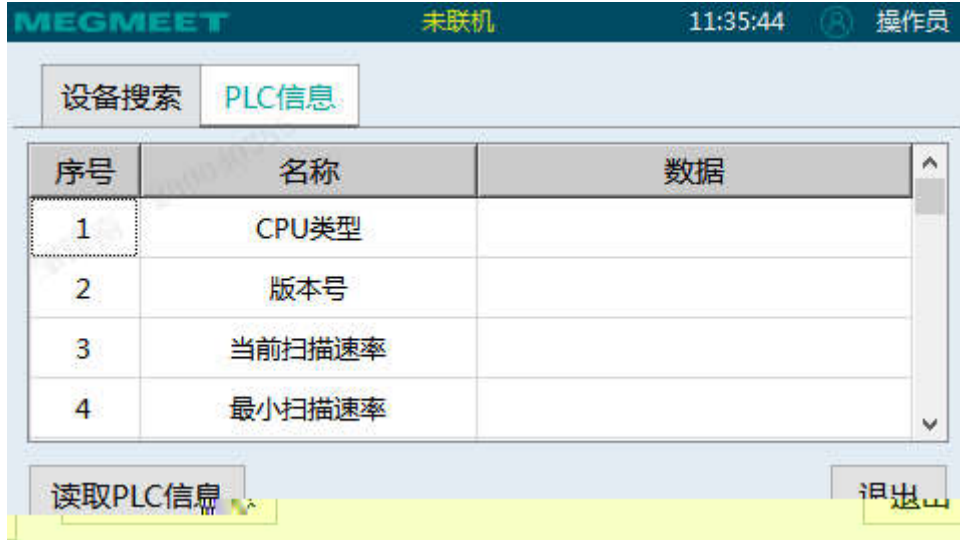 MEGMEET 未联机 11:35:44 操作员
设备搜索 PLC信息
序号 名称 数据
1 CPU类型
2 版本号
3 当前扫描速率
4 最小扫描速率
读取PLC信息 退出